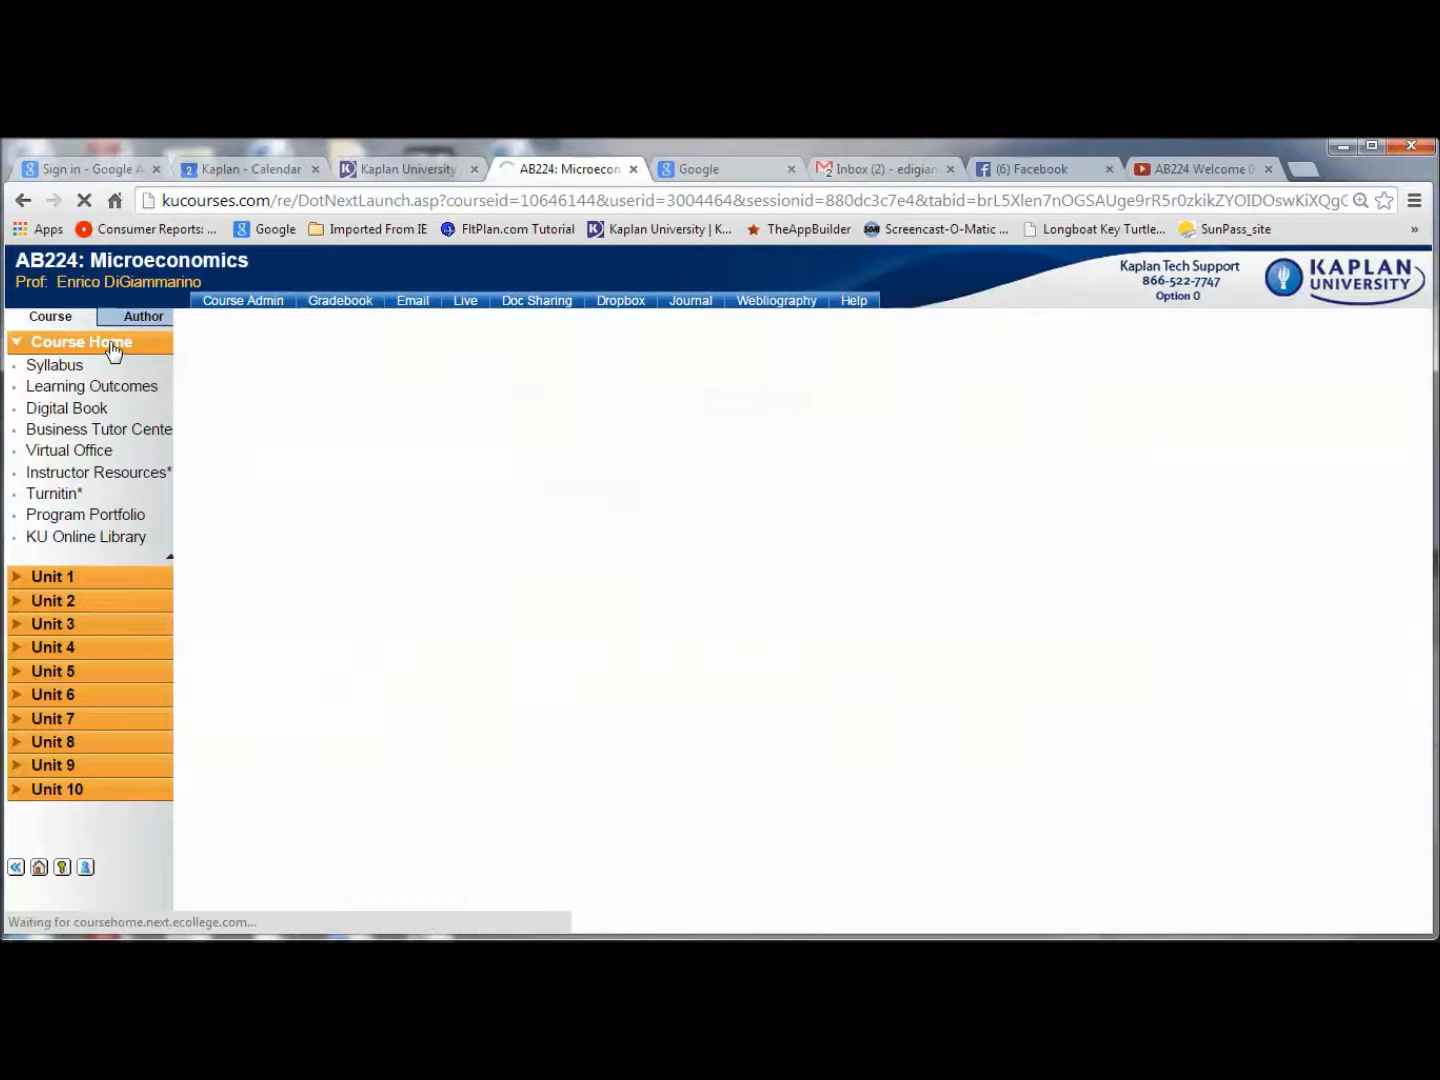 Sign in - Google A
Kaplan - Calendar
Kaplan University
AB224: Microecon
Google
Inbox (2) - edigian
(6) Facebook
AB224 Welcome
kucourses.com/re/DotNextLaunch.asp?courseid=10646144&userid=3004464&sessionid=880dc3c7e4&tabid=brL5Xlen7nOGSAUge9rR5r0zkikZYOIDOswKiXQgC
Apps
Consumer Reports: ...
Google
Imported From IE
FltPlan.com Tutorial
Kaplan University | K...
TheAppBuilder
Screencast-O-Matic ...
Longboat Key Turtle...
SunPass_site
»
AB224: Microeconomics
Prof: Enrico DiGiammarino
Kaplan Tech Support
866-522-7747
Option 0
KAPLAN
UNIVERSITY
Course Admin Gradebook Email Live Doc Sharing Dropbox Journal Webliography Help
Course Author
Course Home
Syllabus
Learning Outcomes
Digital Book
Business Tutor Cente
Virtual Office
Instructor Resources*
Turnitin*
Program Portfolio
KU Online Library
Unit 1
Unit 2
Unit 3
Unit 4
Unit 5
Unit 6
Unit 7
Unit 8
Unit 9
Unit 10
Waiting for coursehome.next.ecollege.com...